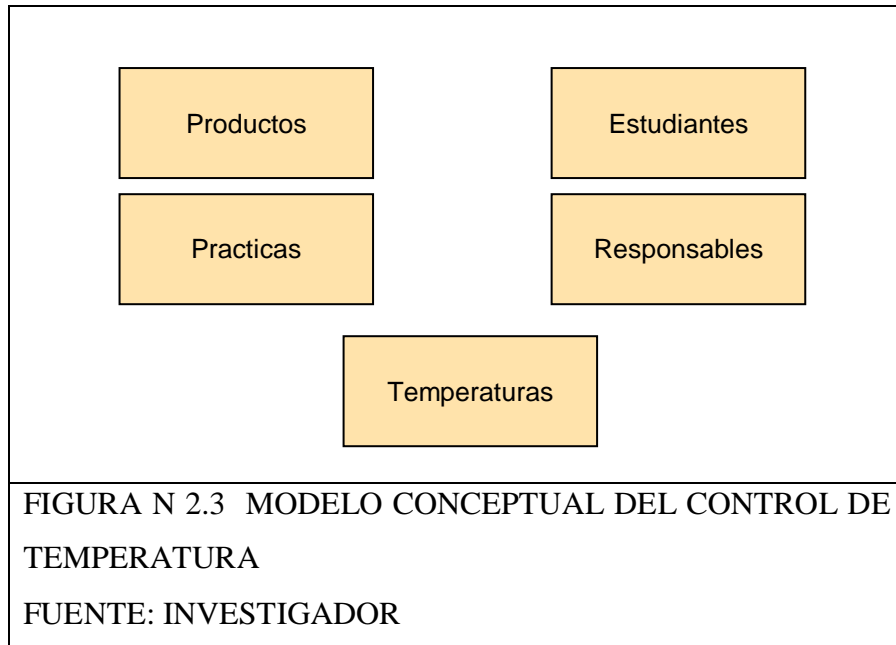 Productos
Estudiantes
Practicas
Responsables
Temperaturas
FIGURA N 2.3 MODELO CONCEPTUAL DEL CONTROL DE
TEMPERATURA
FUENTE: INVESTIGADOR